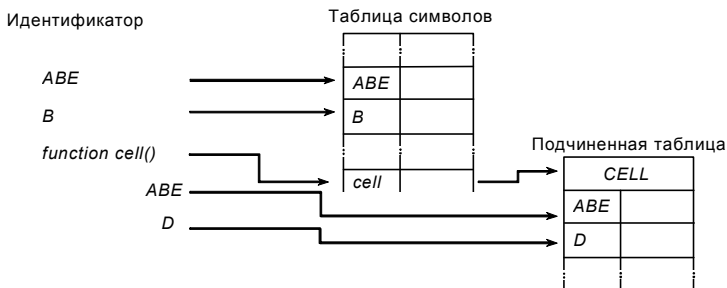 Идентификатор
Таблица символов
ABE
ABE
B
B
function cell()
Подчиненная таблица
cell
CELL
ABE
ABE
D
D